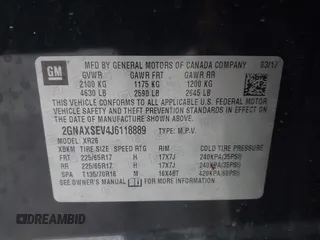 GM
MFD BY GENERAL MOTORS OF CANADA COMPANY 03/17
GVWR GAWR FRT GAWR RR
2100 KG 1175 KG 1200 KG
4630 LB 2590 LB 2645 LB
THIS VEHICLE CONFORMS TO ALL APPLICABLE U.S. FEDERAL MOTOR VEHICLE SAFETY, BUMPER, AND THEFT PREVENTION STANDARDS IN EFFECT ON THE DATE OF MANUFACTURE SHOWN ABOVE.
2GNAXSEV4J6118889 TYPE: M.P.V.
MODEL: XR26
TIRE SIZE SPEED RTG RIM COLD TIRE PRESSURE
FRT 225/65R17 H 17X7J 240KPA(35PSI)
RR 225/65R17 H 17X7J 240KPA(35PSI)
SPA T135/70R16 M 16X4BT 420KPA(60PSI)
DREAMBID